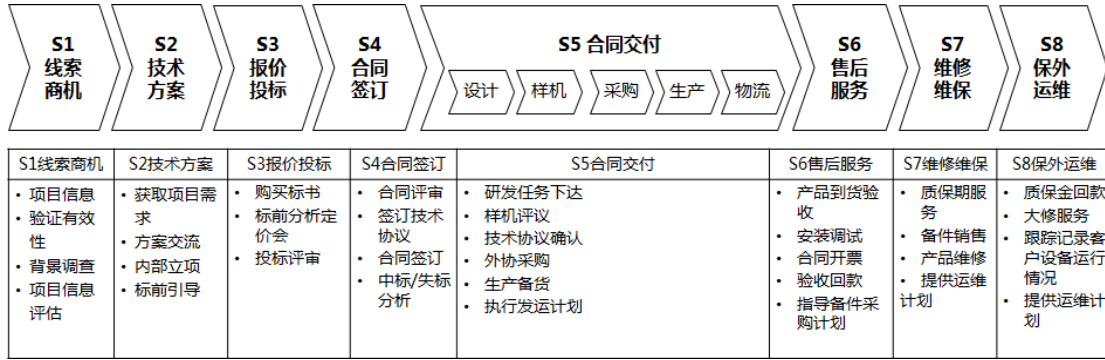 S1
线索
商机
S2
技术
方案
S3
报价
投标
S4
合同
签订
S5 合同交付
设计
样机
采购
生产
物流
S6
售后
服务
S7
维修
维保
S8
保外
运维
S1线索商机
• 项目信息
• 验证有效
性
• 背景调查
• 项目信息
评估
S2技术方案
• 获取项目需
求
• 方案交流
• 内部立项
• 标前引导
S3报价投标
• 购买标书
• 标前分析定
价会
• 投标评审
S4合同签订
• 合同评审
• 签订技术
协议
• 合同签订
• 中标/失标
分析
S5合同交付
• 研发任务下达
• 样机评议
• 技术协议确认
• 外协采购
• 生产备货
• 执行发运计划
S6售后服务
• 产品到货验
收
• 安装调试
• 合同开票
• 验收回款
• 指导备件采
购计划
S7维修维保
• 质保期服
务
• 备件销售
• 产品维修
• 提供运维
计划
S8保外运维
• 质保金回款
• 大修服务
• 跟踪记录客
户设备运行
情况
• 提供运维计
划